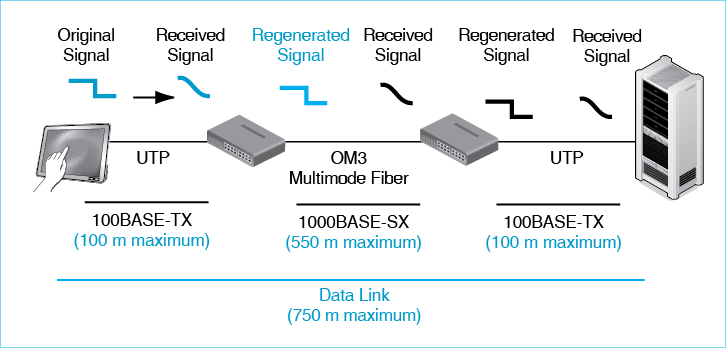 Original
Signal
Received
Signal
Regenerated
Signal
Received
Signal
Regenerated
Signal
Received
Signal
UTP
OM3
Multimode Fiber
UTP
100BASE-TX
(100 m maximum)
1000BASE-SX
(550 m maximum)
100BASE-TX
(100 m maximum)
Data Link
(750 m maximum)